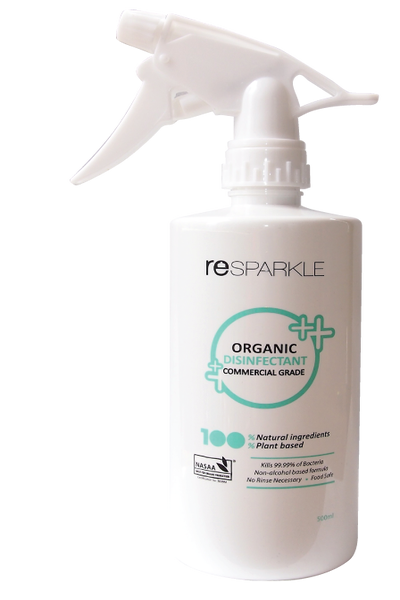 reSPARKLE
ORGANIC
DISINFECTANT
COMMERCIAL GRADE
100% Natural ingredients
% Plant based
NASAA
Kills 99.99% of Bacteria
Non-alcohol based formula
No Rinse Necessary - Food Safe
500ml